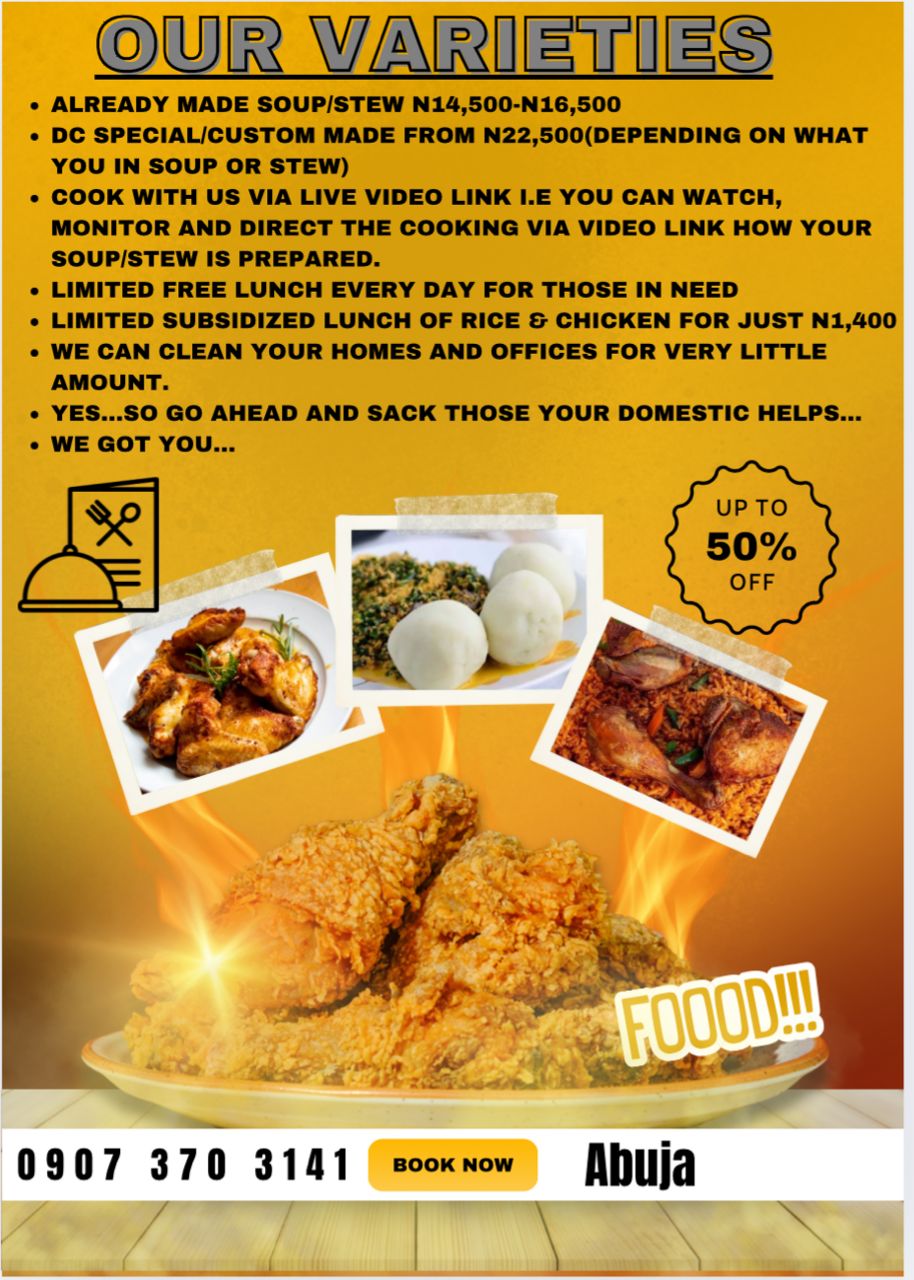 OUR VARIETIES
• ALREADY MADE SOUP/STEW N14,500-N16,500
• DC SPECIAL/CUSTOM MADE FROM N22,500(DEPENDING ON WHAT
YOU IN SOUP OR STEW)
• COOK WITH US VIA LIVE VIDEO LINK I.E YOU CAN WATCH,
MONITOR AND DIRECT THE COOKING VIA VIDEO LINK HOW YOUR
SOUP/STEW IS PREPARED.
• LIMITED FREE LUNCH EVERY DAY FOR THOSE IN NEED
• LIMITED SUBSIDIZED LUNCH OF RICE & CHICKEN FOR JUST N1,400
• WE CAN CLEAN YOUR HOMES AND OFFICES FOR VERY LITTLE
AMOUNT.
• YES...SO GO AHEAD AND SACK THOSE YOUR DOMESTIC HELPS...
• WE GOT YOU...
UP TO
50%
OFF
FOOOD!!!
0907 370 3141
BOOK NOW
Abuja